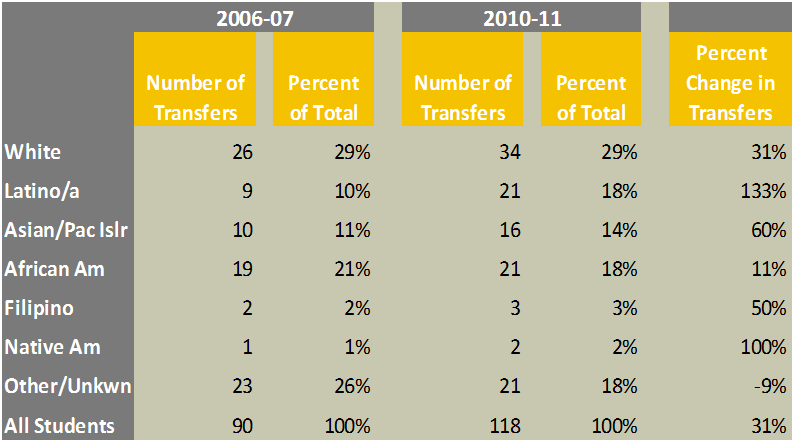 2006-07 2010-11
Number of Transfers Percent of Total Number of Transfers Percent of Total Percent Change in Transfers
White 26 29% 34 29% 31%
Latino/a 9 10% 21 18% 133%
Asian/Pac Islr 10 11% 16 14% 60%
African Am 19 21% 21 18% 11%
Filipino 2 2% 3 3% 50%
Native Am 1 1% 2 2% 100%
Other/Unkwn 23 26% 21 18% -9%
All Students 90 100% 118 100% 31%